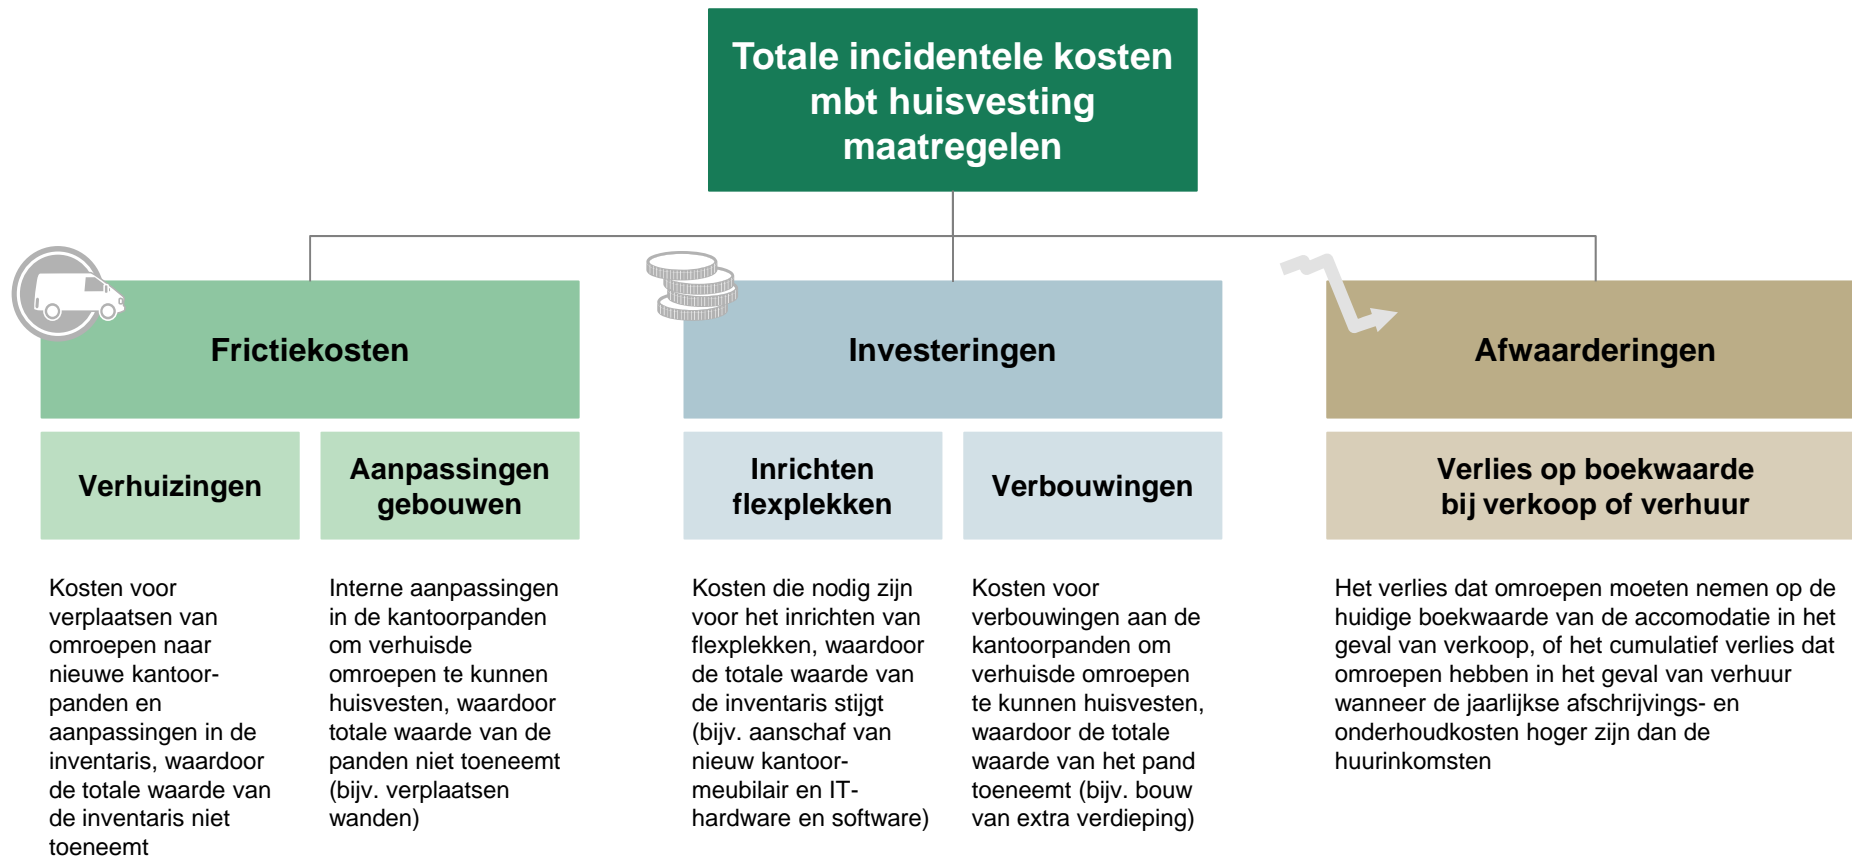 Totale incidentele kosten
mbt huisvesting
maatregelen
Frictiekosten
Investeringen
Afwaarderingen
Verhuizingen
Aanpassingen
gebouwen
Inrichten
flexplekken
Verbouwingen
Verlies op boekwaarde
bij verkoop of verhuur
Kosten voor
verplaatsen van
omroepen naar
nieuwe kantoor-
panden en
aanpassingen in de
inventaris, waardoor
de totale waarde van
de inventaris niet
toeneemt
Interne aanpassingen
in de kantoorpanden
om verhuisde
omroepen te kunnen
huisvesten, waardoor
totale waarde van de
panden niet toeneemt
(bijv. verplaatsen
wanden)
Kosten die nodig zijn
voor het inrichten van
flexplekken, waardoor
de totale waarde van
de inventaris stijgt
(bijv. aanschaf van
nieuw kantoor-
meubilair en IT-
hardware en software)
Kosten voor
verbouwingen aan de
kantoorpanden om
verhuisde omroepen
te kunnen huisvesten,
waardoor de totale
waarde van het pand
toeneemt (bijv. bouw
van extra verdieping)
Het verlies dat omroepen moeten nemen op de
huidige boekwaarde van de accomodatie in het
geval van verkoop, of het cumulatief verlies dat
omroepen hebben in het geval van verhuur
wanneer de jaarlijkse afschrijvings- en
onderhoudkosten hoger zijn dan de
huurinkomsten